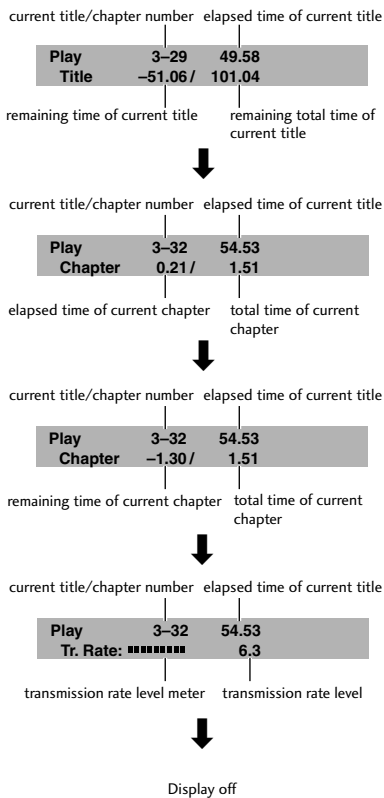 current title/chapter number elapsed time of current title
Play 3–29 49.58
Title –51.06 / 101.04
remaining time of current title remaining total time of
current title
current title/chapter number elapsed time of current title
Play 3–32 54.53
Chapter 0.21 / 1.51
elapsed time of current chapter total time of current
chapter
current title/chapter number elapsed time of current title
Play 3–32 54.53
Chapter –1.30 / 1.51
remaining time of current chapter total time of current
chapter
current title/chapter number elapsed time of current title
Play 3–32 54.53
Tr. Rate: 6.3
transmission rate level meter transmission rate level
Display off